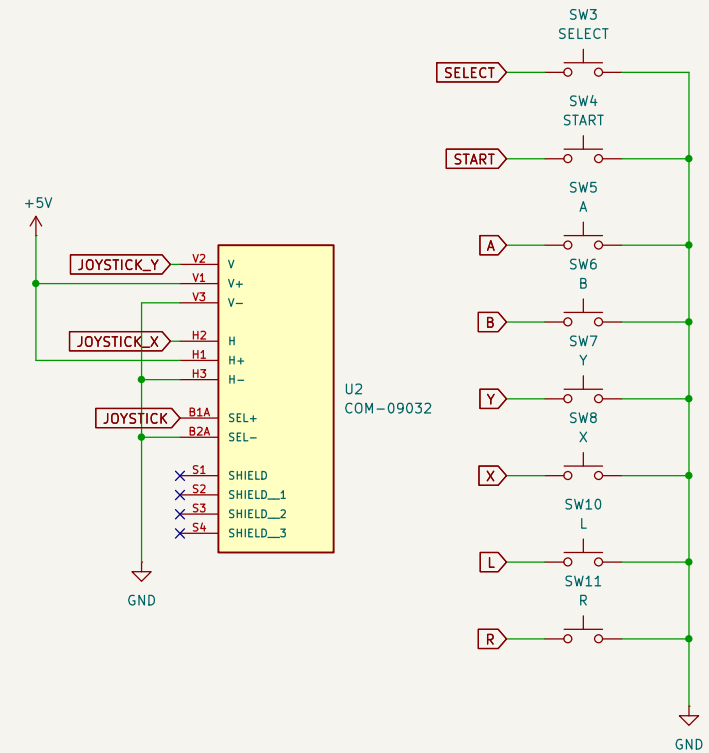 SW3
SELECT
SELECT
SW4
START
START
SW5
A
A
SW6
B
B
SW7
Y
Y
SW8
X
X
SW10
L
L
SW11
R
R
GND
+5V
JOYSTICK_Y
V2
V
V1
V+
V3
V-
JOYSTICK_X
H2
H
H1
H+
H3
H-
JOYSTICK
B1A
SEL+
B2A
SEL-
S1
SHIELD
S2
SHIELD__1
S3
SHIELD__2
S4
SHIELD__3
U2
COM-09032
GND